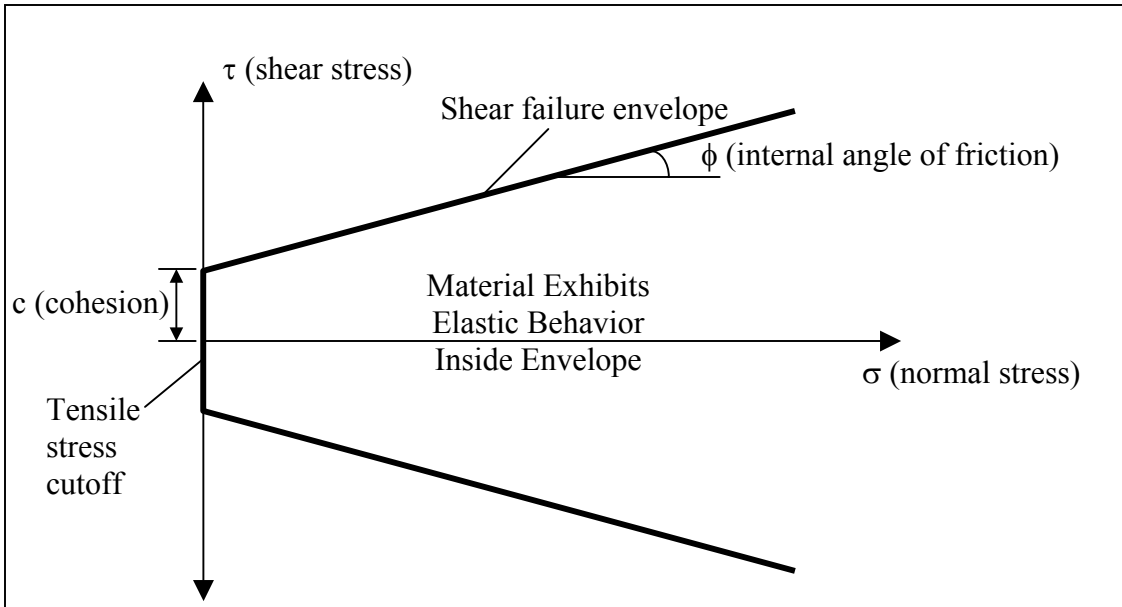 τ (shear stress)
Shear failure envelope
ϕ (internal angle of friction)
c (cohesion)
Material Exhibits
Elastic Behavior
Inside Envelope
σ (normal stress)
Tensile
stress
cutoff